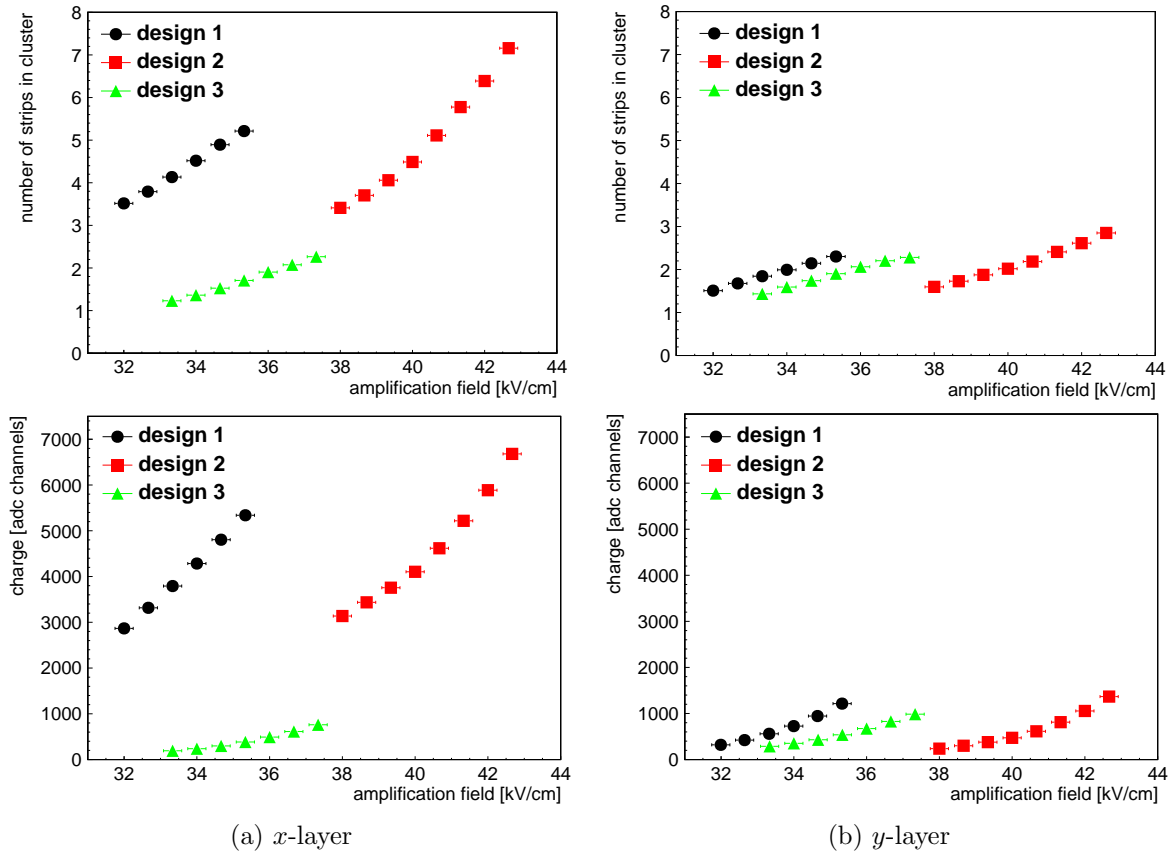 number of strips in cluster
8
7
6
5
4
3
2
1
0
design 1
design 2
design 3
32 34 36 38 40 42 44
amplification field [kV/cm]
number of strips in cluster
8
7
6
5
4
3
2
1
0
design 1
design 2
design 3
32 34 36 38 40 42 44
amplification field [kV/cm]
charge [adc channels]
7000
6000
5000
4000
3000
2000
1000
0
design 1
design 2
design 3
32 34 36 38 40 42 44
amplification field [kV/cm]
charge [adc channels]
7000
6000
5000
4000
3000
2000
1000
0
design 1
design 2
design 3
32 34 36 38 40 42 44
amplification field [kV/cm]
(a) x-layer
(b) y-layer